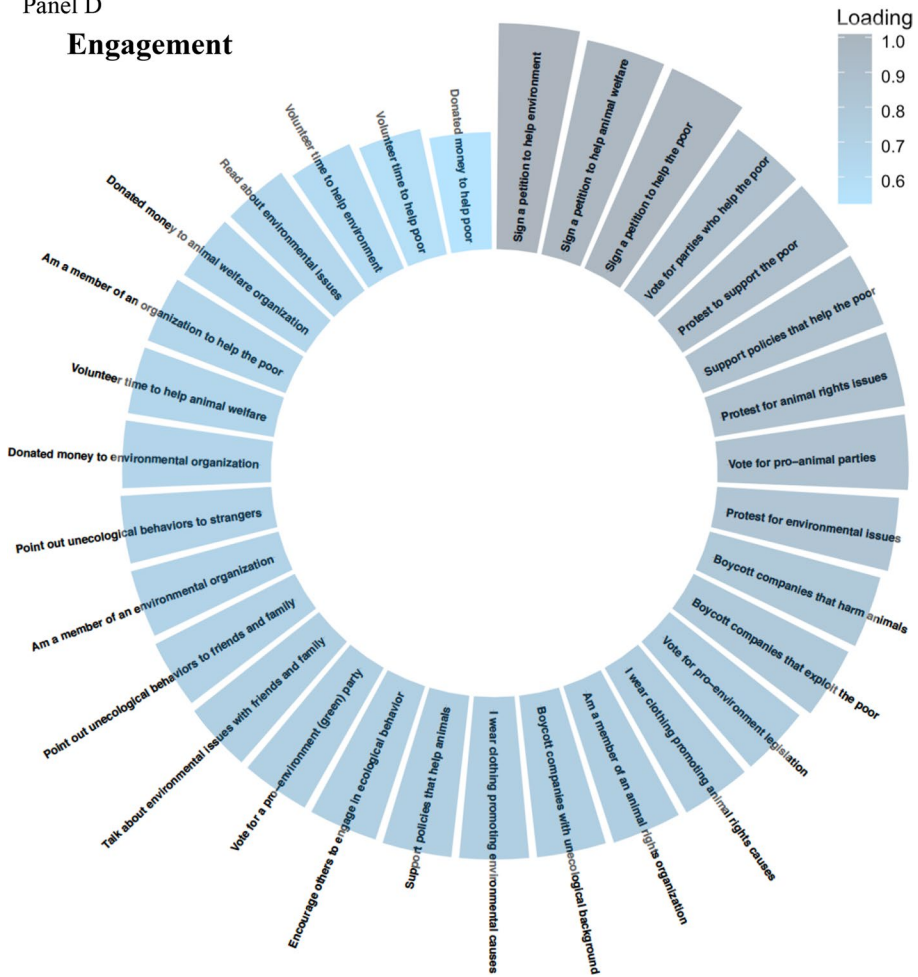 Panel D
Engagement
Loading
1.0
0.9
0.8
0.7
0.6
Sign a petition to help environment
Sign a petition to help animal welfare
Sign a petition to help the poor
Vote for parties who help the poor
Protest to support the poor
Support policies that help the poor
Protest for animal rights issues
Vote for pro–animal parties
Protest for environmental issues
Boycott companies that harm animals
Boycott companies that exploit the poor
Vote for pro–environment legislation
I wear clothing promoting animal rights causes
Am a member of an animal rights organization
Boycott companies with unecological background
I wear clothing promoting environmental causes
Support policies that help animals
Encourage others to engage in ecological behavior
Vote for a pro–environment (green) party
Talk about environmental issues with friends and family
Point out unecological behaviors to friends and family
Am a member of an environmental organization
Point out unecological behaviors to strangers
Donated money to environmental organization
Volunteer time to help animal welfare
Am a member of an organization to help the poor
Donated money to animal welfare organization
Read about environmental issues
Volunteer time to help environment
Volunteer time to help poor
Donated money to help poor